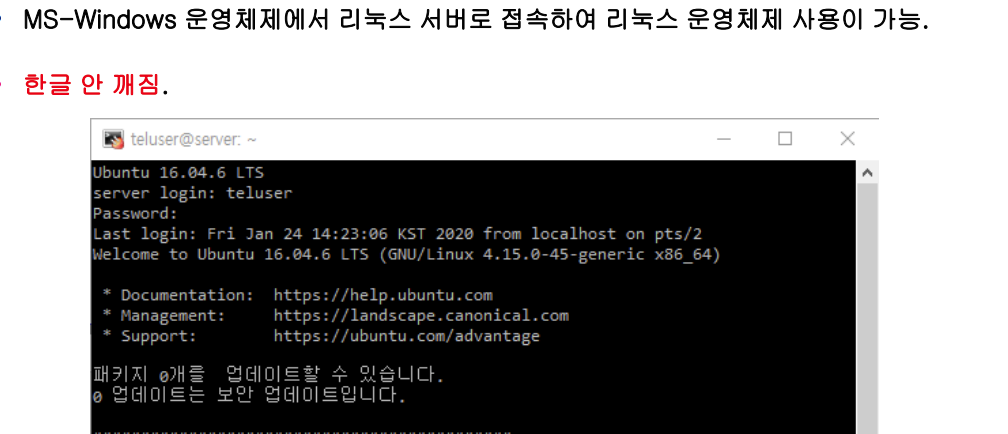 MS-Windows 운영체제에서 리눅스 서버로 접속하여 리눅스 운영체제 사용이 가능.
한글 안 깨짐.
teluser@server: ~
Ubuntu 16.04.6 LTS
server login: teluser
Password:
Last login: Fri Jan 24 14:23:06 KST 2020 from localhost on pts/2
Welcome to Ubuntu 16.04.6 LTS (GNU/Linux 4.15.0-45-generic x86_64)
* Documentation:  https://help.ubuntu.com
* Management:     https://landscape.canonical.com
* Support:        https://ubuntu.com/advantage
패키지 0개를  업데이트할 수 있습니다.
0 업데이트는 보안 업데이트입니다.